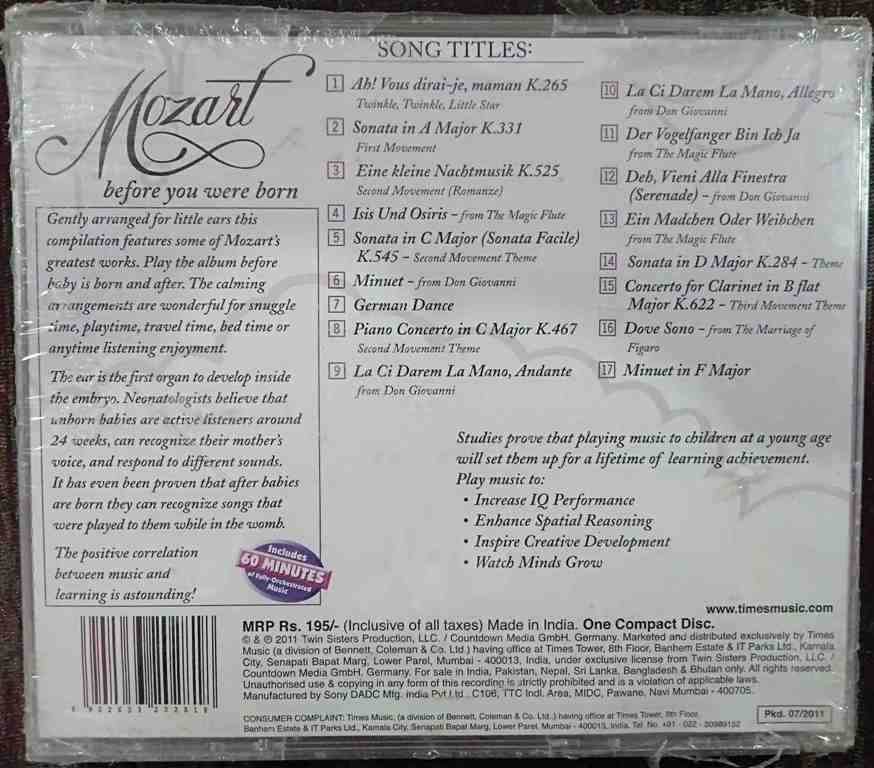 Mozart
before you were born
Gently arranged for little ears this
compilation features some of Mozart's
greatest works. Play the album before
baby is born and after. The calming
arrangements are wonderful for snuggle
time, playtime, travel time, bed time or
anytime listening enjoyment.
The ear is the first organ to develop inside
the embryo. Neonatologists believe that
unborn babies are active listeners around
24 weeks, can recognize their mother's
voice, and respond to different sounds.
It has even been proven that after babies
are born they can recognize songs that
were played to them while in the womb.
The positive correlation
between music and
learning is astounding!
Includes
60 MINUTES
of Fully-Orchestrated
Music
SONG TITLES:
1 Ah! Vous dirai-je, maman K.265
Twinkle, Twinkle, Little Star
2 Sonata in A Major K.331
First Movement
3 Eine kleine Nachtmusik K.525
Second Movement (Romanze)
4 Isis Und Osiris – from The Magic Flute
5 Sonata in C Major (Sonata Facile)
K.545 – Second Movement Theme
6 Minuet – from Don Giovanni
7 German Dance
8 Piano Concerto in C Major K.467
Second Movement Theme
9 La Ci Darem La Mano, Andante
from Don Giovanni
10 La Ci Darem La Mano, Allegro
from Don Giovanni
11 Der Vogelfanger Bin Ich Ja
from The Magic Flute
12 Deh, Vieni Alla Finestra
(Serenade) – from Don Giovanni
13 Ein Madchen Oder Weibchen
from The Magic Flute
14 Sonata in D Major K.284 – Theme
15 Concerto for Clarinet in B flat
Major K.622 – Third Movement Theme
16 Dove Sono – from The Marriage of
Figaro
17 Minuet in F Major
Studies prove that playing music to children at a young age
will set them up for a lifetime of learning achievement.
Play music to:
• Increase IQ Performance
• Enhance Spatial Reasoning
• Inspire Creative Development
• Watch Minds Grow
www.timesmusic.com
MRP Rs. 195/- (Inclusive of all taxes) Made in India. One Compact Disc.
© & ℗ 2011 Twin Sisters Production, LLC. / Countdown Media GmbH. Germany. Marketed and distributed exclusively by Times
Music (a division of Bennett, Coleman & Co. Ltd.) having office at Times Tower, 8th Floor, Banhem Estate & IT Parks Ltd., Kamala
City, Senapati Bapat Marg, Lower Parel, Mumbai - 400013, India, under exclusive license from Twin Sisters Production, LLC. /
Countdown Media GmbH. Germany. For sale in India, Pakistan, Nepal, Sri Lanka, Bangladesh & Bhutan only. All rights reserved.
Unauthorised use & copying in any form of this recording is strictly prohibited and is a violation of applicable laws.
Manufactured by Sony DADC Mfg. India Pvt Ltd., C106, TTC Indl. Area, MIDC, Pawane, Navi Mumbai - 400705.
CONSUMER COMPLAINT: Times Music, (a division of Bennett, Coleman & Co. Ltd.,) having office at Times Tower, 8th Floor,
Banhem Estate & IT Parks Ltd., Kamala City, Senapati Bapat Marg, Lower Parel, Mumbai - 400013, India. Tel. No. +91 - 022 - 30989152
Pkd. 07/2011